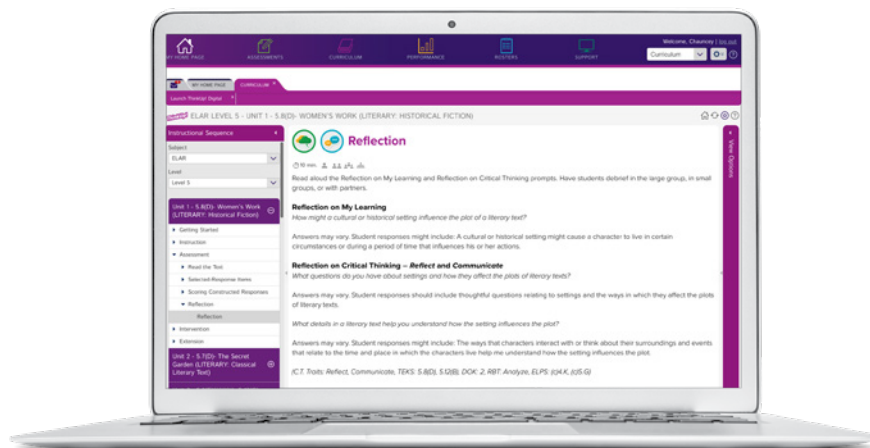 Welcome, Chauncey | log out
MY HOME PAGE
ASSESSMENTS
CURRICULUM
PERFORMANCE
ROSTERS
SUPPORT
Curriculum
MY HOME PAGE
CURRICULUM
Launch ThinkUp! Digital
ELAR LEVEL 5 - UNIT 1 - 5.8(D)- WOMEN'S WORK (LITERARY: HISTORICAL FICTION)
Instructional Sequence
Subject
ELAR
Level
Level 5
Unit 1 - 5.8(D)- Women's Work
(LITERARY: Historical Fiction)
Getting Started
Instruction
Assessment
Read the Text
Selected-Response Items
Scoring Constructed Responses
Reflection
Reflection
Intervention
Extension
Unit 2 - 5.7(D)- The Secret
Garden (LITERARY: Classical
Literary Text)
Reflection
10 min.
Read aloud the Reflection on My Learning and Reflection on Critical Thinking prompts. Have students debrief in the large group, in small
groups, or with partners.
Reflection on My Learning
How might a cultural or historical setting influence the plot of a literary text?
Answers may vary. Student responses might include: A cultural or historical setting might cause a character to live in certain
circumstances or during a period of time that influences his or her actions.
Reflection on Critical Thinking – Reflect and Communicate
What questions do you have about settings and how they affect the plots of literary texts?
Answers may vary. Student responses should include thoughtful questions relating to settings and the ways in which they affect the plots
of literary texts.
What details in a literary text help you understand how the setting influences the plot?
Answers may vary. Student responses might include: The ways that characters interact with or think about their surroundings and events
that relate to the time and place in which the characters live help me understand how the setting influences the plot.
(C.T. Traits: Reflect, Communicate, TEKS: 5.8(D), 5.12(B); DOK: 2, RBT: Analyze, ELPS: (c)4.K, (c)5.G)
View Options